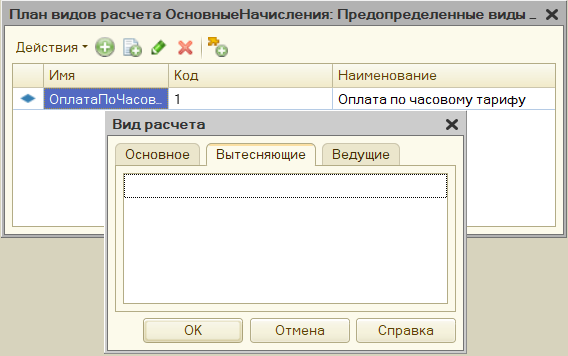 План видов расчета ОсновныеНачисления: Предопределенные виды ...
Действия
Имя Код Наименование
ОплатаПоЧасов... 1 Оплата по часовому тарифу
Вид расчета
Основное Вытесняющие Ведущие
OK Отмена Справка